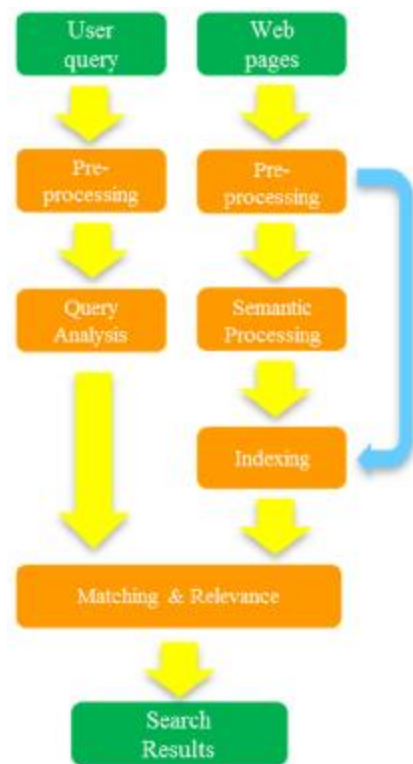 User
query
Web
pages
Pre-
processing
Pre-
processing
Query
Analysis
Semantic
Processing
Indexing
Matching & Relevance
Search
Results